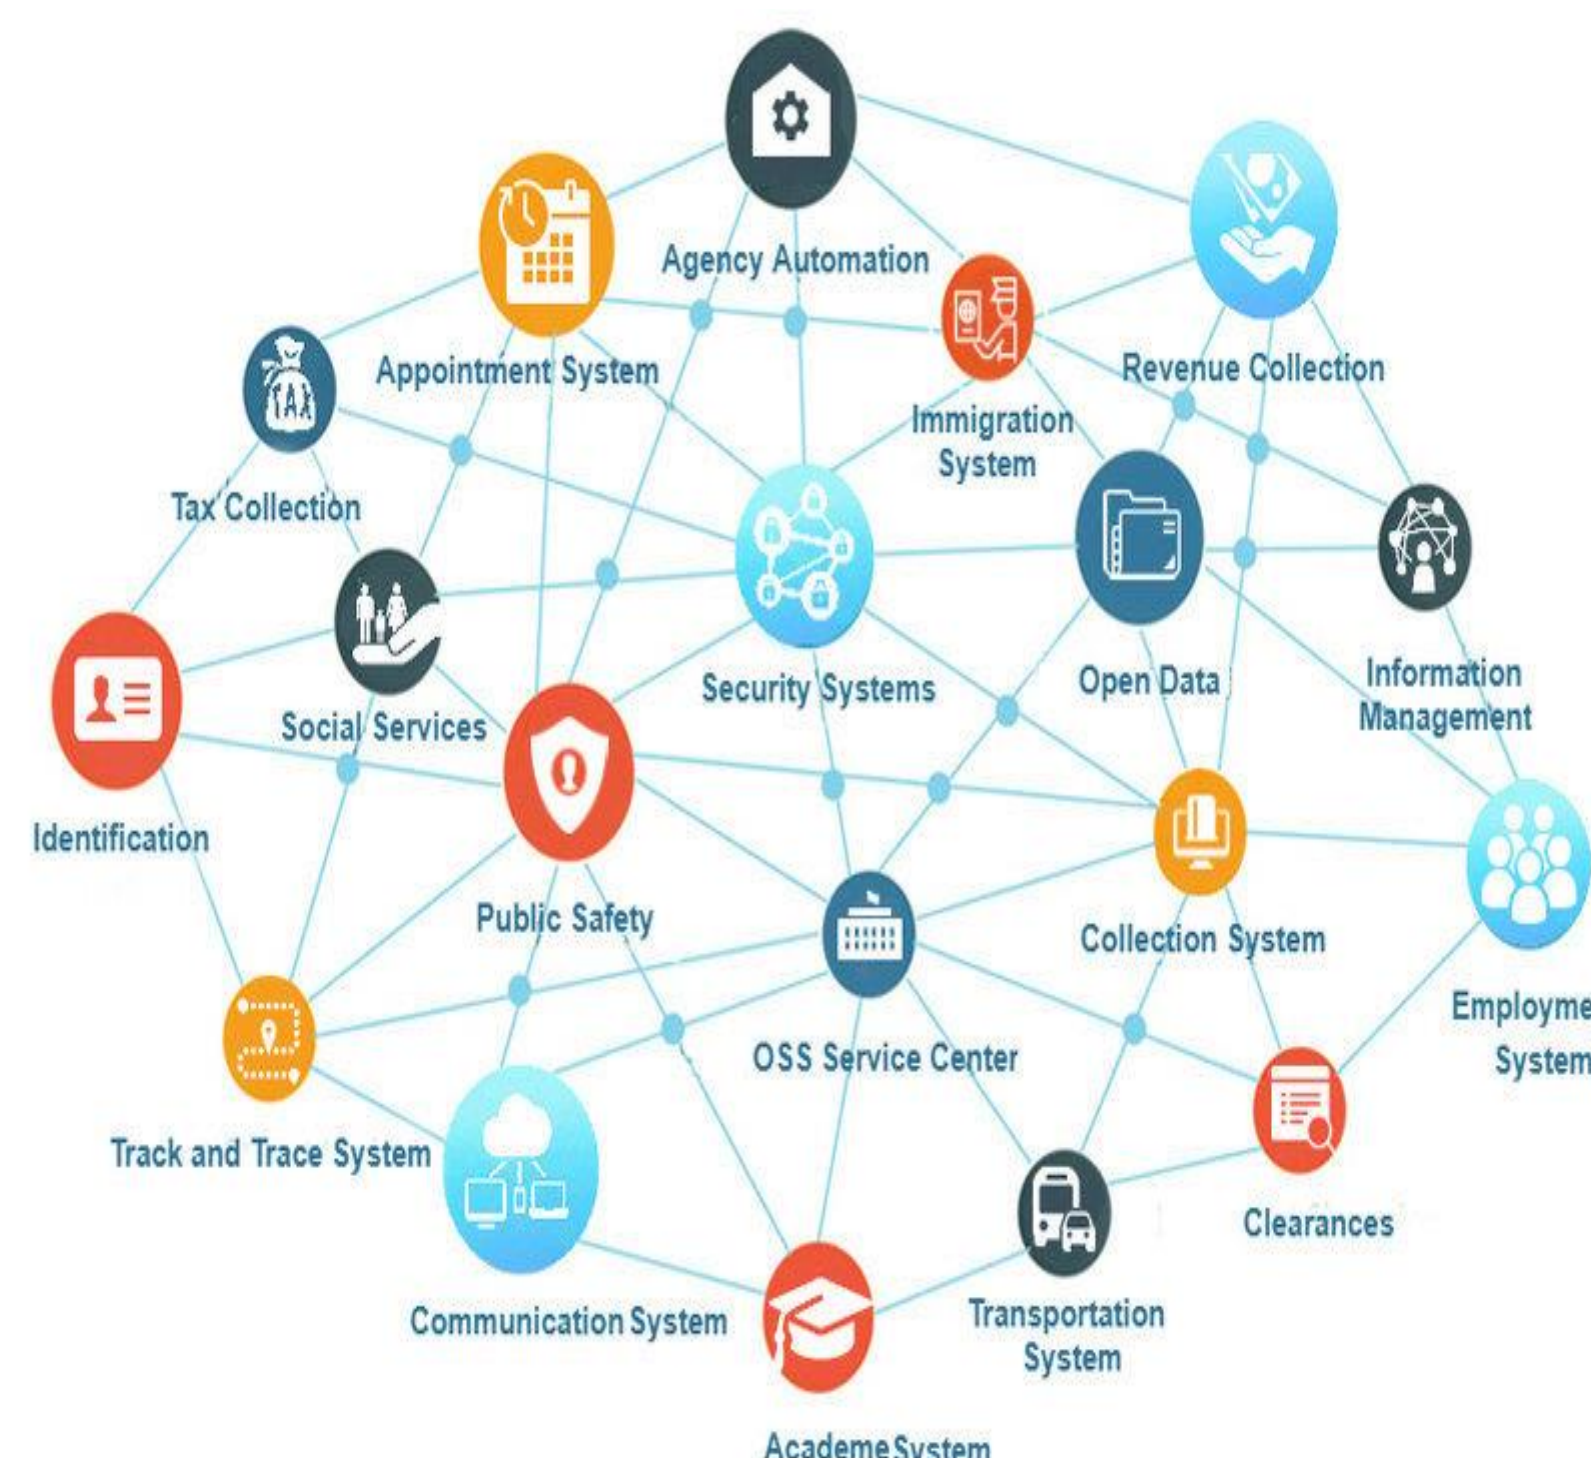 Agency Automation
Appointment System
Revenue Collection
Immigration
System
TAX
Tax Collection
Security Systems
Open Data
Information
Management
Social Services
Identification
Public Safety
Collection System
Employme
System
OSS Service Center
Track and Trace System
Clearances
Communication System
Transportation
System
Academe System